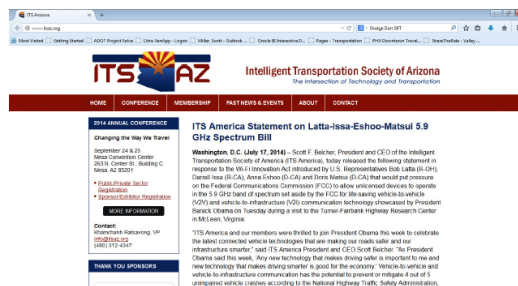 ITS Arizona
www.itsaz.org
Dodge Dart SRT
Most Visited Getting Started ADOT Project Solve Citrix XenApp - Logon Miller, Scott - Outlook... Pages - Transportation PHX Downtown Travel... ShareTheRide - Valley...
ITS AZ
Intelligent Transportation Society of Arizona
The Intersection of Technology and Transportation
HOME CONFERENCE MEMBERSHIP PAST NEWS & EVENTS ABOUT CONTACT
2014 ANNUAL CONFERENCE
Changing the Way We Travel
September 24 & 25
Mesa Convention Center
263 N. Center St., Building C
Mesa, AZ 85201
Public/Private Sector
Registration
Sponsor/Exhibitor Registration
MORE INFORMATION
Contact:
Khamchanh Ratsavong, VP
info@itsaz.org
(480) 312-4347
THANK YOU SPONSORS
ITS America Statement on Latta-Issa-Eshoo-Matsui 5.9
GHz Spectrum Bill
Washington, D.C. (July 17, 2014) – Scott F. Belcher, President and CEO of the Intelligent
Transportation Society of America (ITS America), today released the following statement in
response to the Wi-Fi Innovation Act introduced by U.S. Representatives Bob Latta (R-OH),
Darrell Issa (R-CA), Anna Eshoo (D-CA) and Doris Matsui (D-CA) that would put pressure
on the Federal Communications Commission (FCC) to allow unlicensed devices to operate
in the 5.9 GHz band of spectrum set aside by the FCC for life-saving vehicle-to-vehicle
(V2V) and vehicle-to-infrastructure (V2I) communication technology showcased by President
Barack Obama on Tuesday during a visit to the Turner-Fairbank Highway Research Center
in McLean, Virginia:
"ITS America and our members were thrilled to join President Obama this week to celebrate
the latest connected vehicle technologies that are making our roads safer and our
infrastructure smarter," said ITS America President and CEO Scott Belcher. "As President
Obama said this week, 'Any new technology that makes driving safer is important to me and
new technology that makes driving smarter is good for the economy.' Vehicle-to-vehicle and
vehicle-to-infrastructure communication has the potential to prevent or mitigate 4 out of 5
unimpaired vehicle crashes according to the National Highway Traffic Safety Administration,